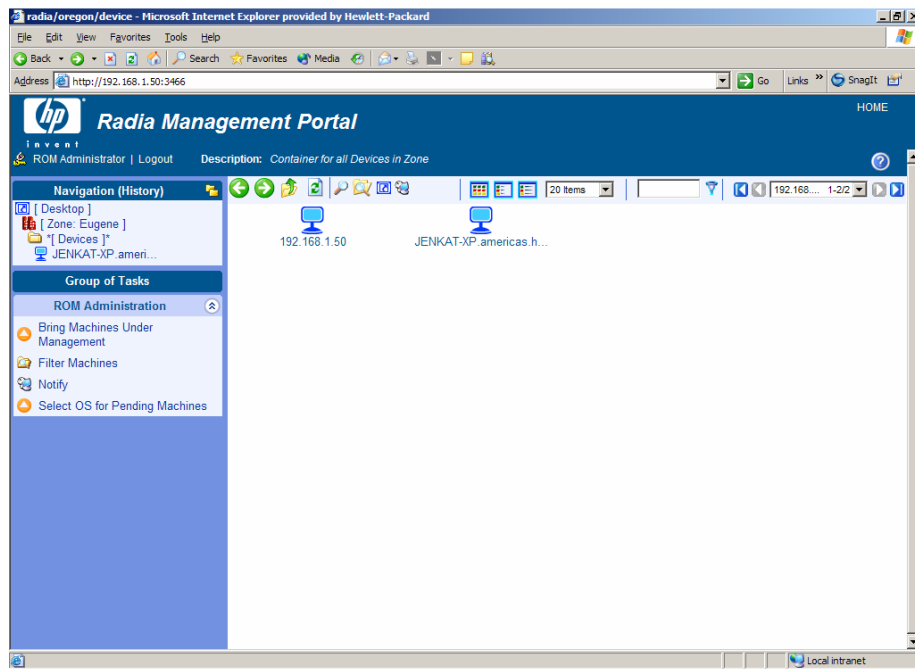 radia/oregon/device - Microsoft Internet Explorer provided by Hewlett-Packard
File Edit View Favorites Tools Help
Back Search Favorites Media
Address http://192.168.1.50:3466 Go Links » SnagIt
hp
invent
Radia Management Portal
HOME
ROM Administrator | Logout Description: Container for all Devices in Zone
Navigation (History)
20 Items 192.168.... 1-2/2
[ Desktop ]
[ Zone: Eugene ]
*[ Devices ]*
JENKAT-XP.ameri...
192.168.1.50 JENKAT-XP.americas.h...
Group of Tasks
ROM Administration
Bring Machines Under
Management
Filter Machines
Notify
Select OS for Pending Machines
Local intranet